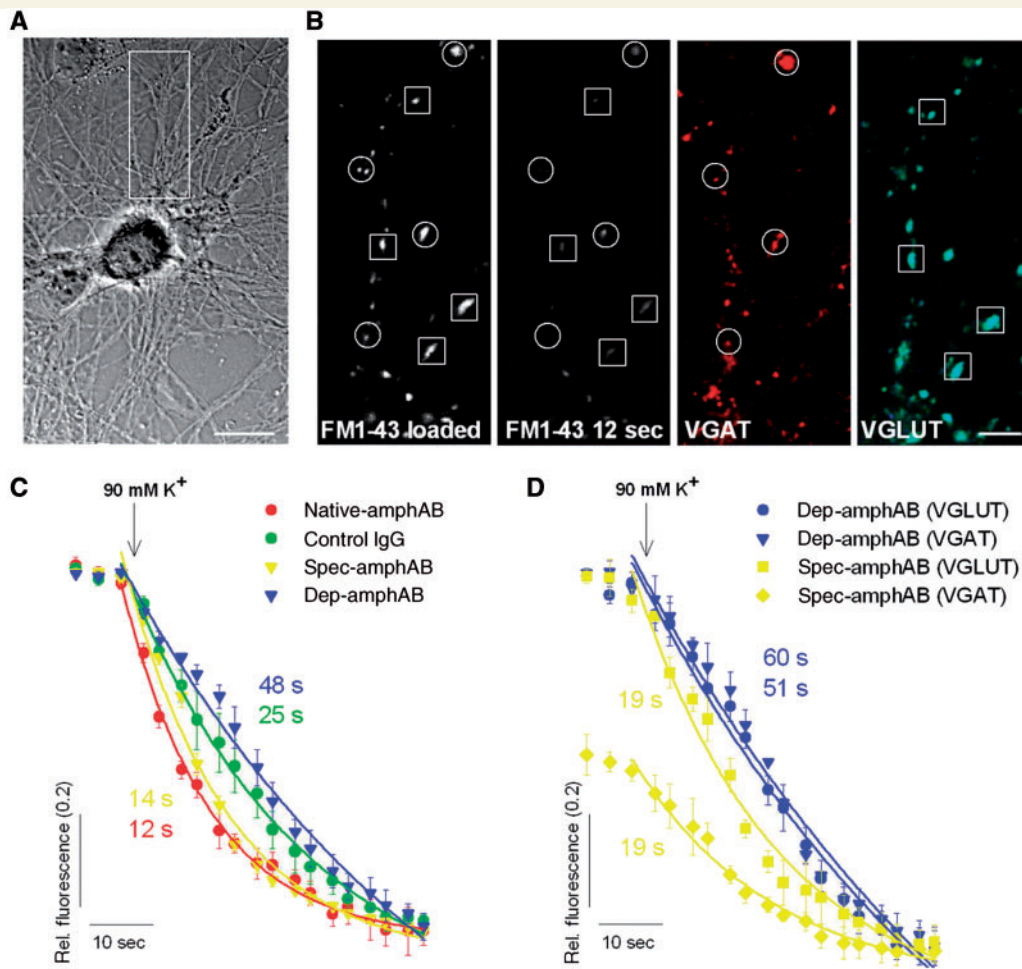 A
B
FM1-43 loaded
FM1-43 12 sec
VGAT
VGLUT
C
90 mM K+
Native-amphAB
Control IgG
Spec-amphAB
Dep-amphAB
48 s
25 s
14 s
12 s
Rel. fluorescence (0.2)
10 sec
D
90 mM K+
Dep-amphAB (VGLUT)
Dep-amphAB (VGAT)
Spec-amphAB (VGLUT)
Spec-amphAB (VGAT)
60 s
51 s
19 s
19 s
Rel. fluorescence (0.2)
10 sec